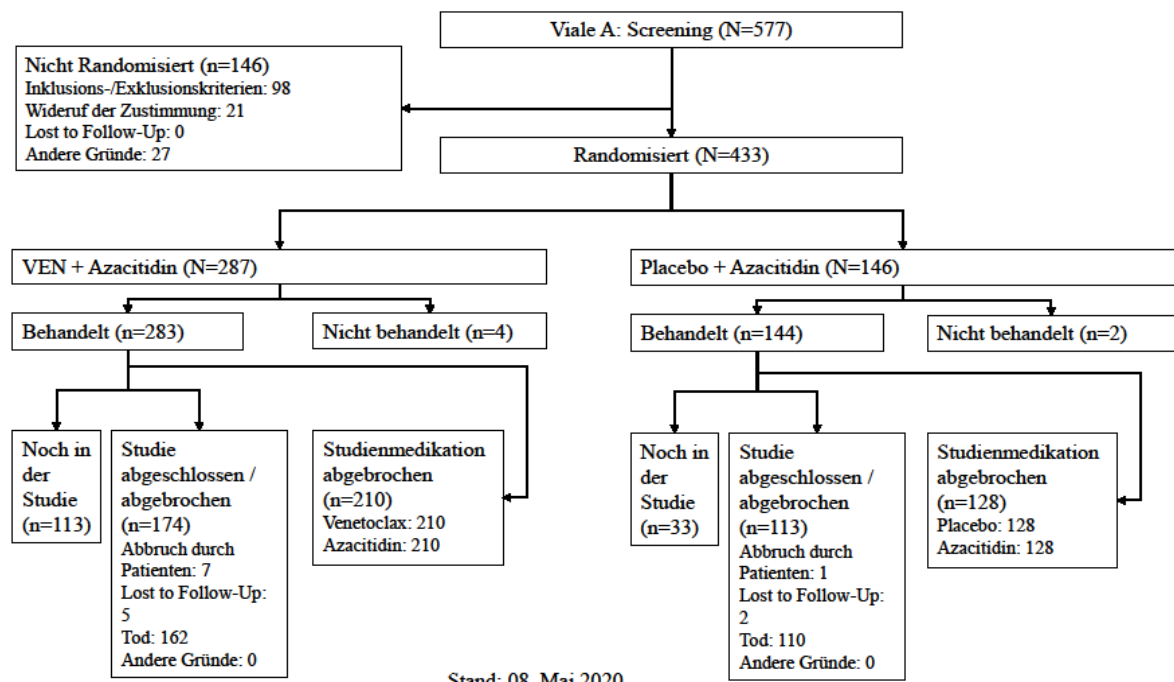 Viale A: Screening (N=577)
Nicht Randomisiert (n=146)
Inklusions-/Exklusionskriterien: 98
Wideruf der Zustimmung: 21
Lost to Follow-Up: 0
Andere Gründe: 27
Randomisiert (N=433)
VEN + Azacitidin (N=287)
Placebo + Azacitidin (N=146)
Behandelt (n=283)
Nicht behandelt (n=4)
Behandelt (n=144)
Nicht behandelt (n=2)
Noch in
der
Studie
(n=113)
Studie
abgeschlossen /
abgebrochen
(n=174)
Abbruch durch
Patienten: 7
Lost to Follow-Up:
5
Tod: 162
Andere Gründe: 0
Studienmedikation
abgebrochen
(n=210)
Venetoclax: 210
Azacitidin: 210
Noch in
der
Studie
(n=33)
Studie
abgeschlossen /
abgebrochen
(n=113)
Abbruch durch
Patienten: 1
Lost to Follow-Up:
2
Tod: 110
Andere Gründe: 0
Studienmedikation
abgebrochen
(n=128)
Placebo: 128
Azacitidin: 128
Stand: 08. Mai 2020